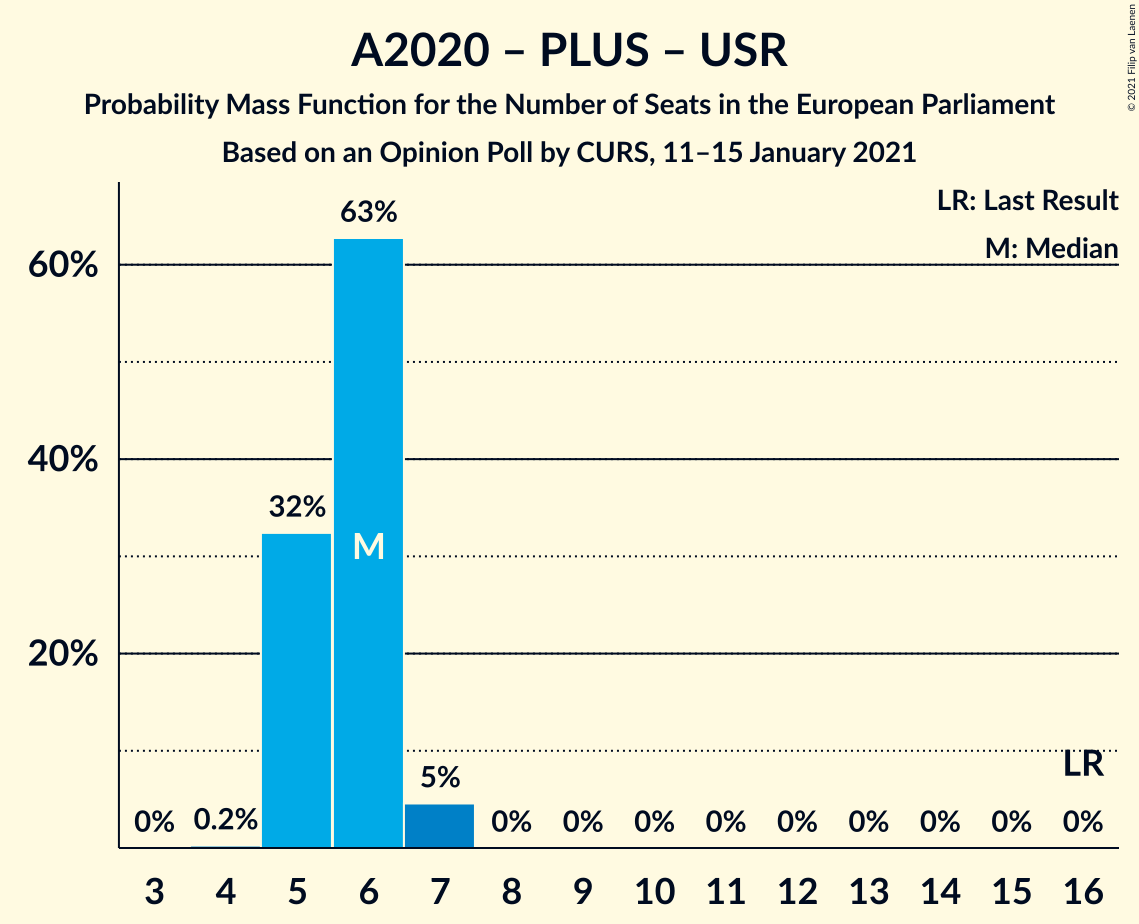 A2020 – PLUS – USR
Probability Mass Function for the Number of Seats in the European Parliament
Based on an Opinion Poll by CURS, 11–15 January 2021
© 2021 Filip van Laenen
LR: Last Result
M: Median
60%
40%
20%
0%
0.2%
32%
63%
5%
0%
0%
0%
0%
0%
0%
0%
0%
0%
M
LR
3 4 5 6 7 8 9 10 11 12 13 14 15 16